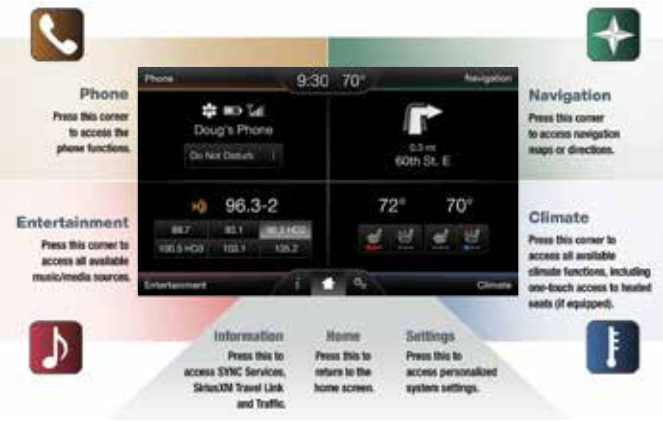 Phone
Press this corner
to access the
phone functions.
Entertainment
Press this corner to
access all available
music/media sources.
Phone
9:30 70°
Navigation
Doug's Phone
Do Not Disturb
0.3 mi
60th St. E
96.3-2
88.7 93.1 96.3 HD2
100.5 HD3 103.1 105.2
72° 70°
Entertainment
i
Climate
Navigation
Press this corner
to access navigation
maps or directions.
Climate
Press this corner to
access all available
climate functions, including
one-touch access to heated
seats (if equipped).
Information
Press this to
access SYNC Services,
SiriusXM Travel Link
and Traffic.
Home
Press this to
return to the
home screen.
Settings
Press this to
access personalized
system settings.